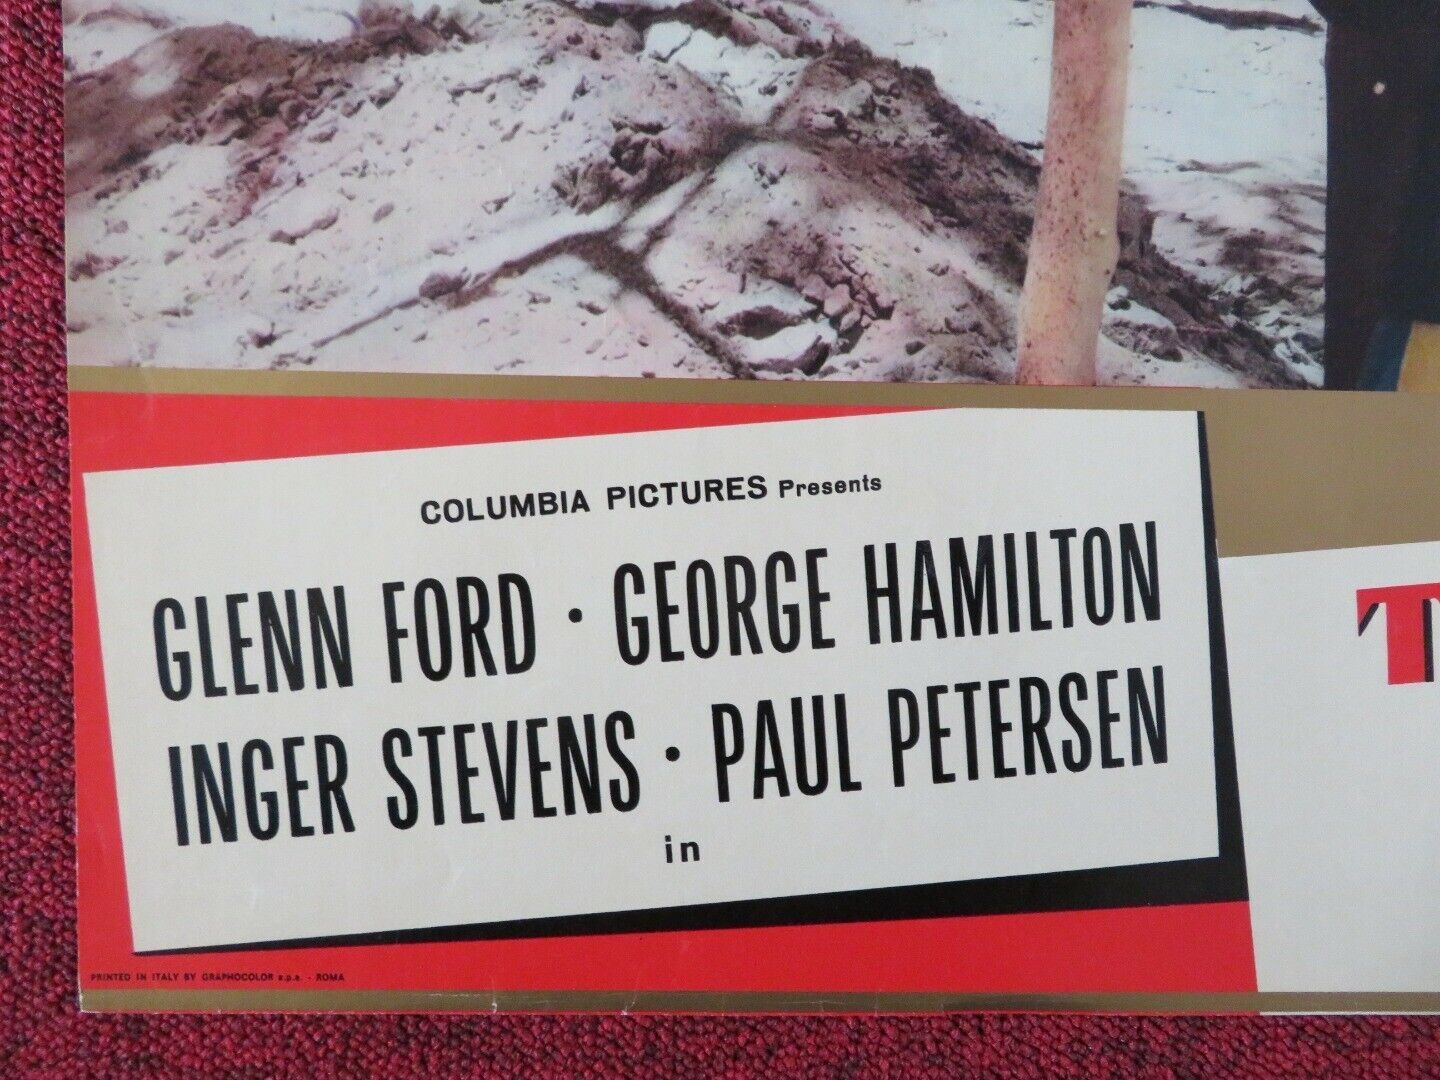 COLUMBIA PICTURES Presents
GLENN FORD · GEORGE HAMILTON
INGER STEVENS · PAUL PETERSEN
in
T
PRINTED IN ITALY BY GRAPHOCOLOR s.p.a. - ROMA